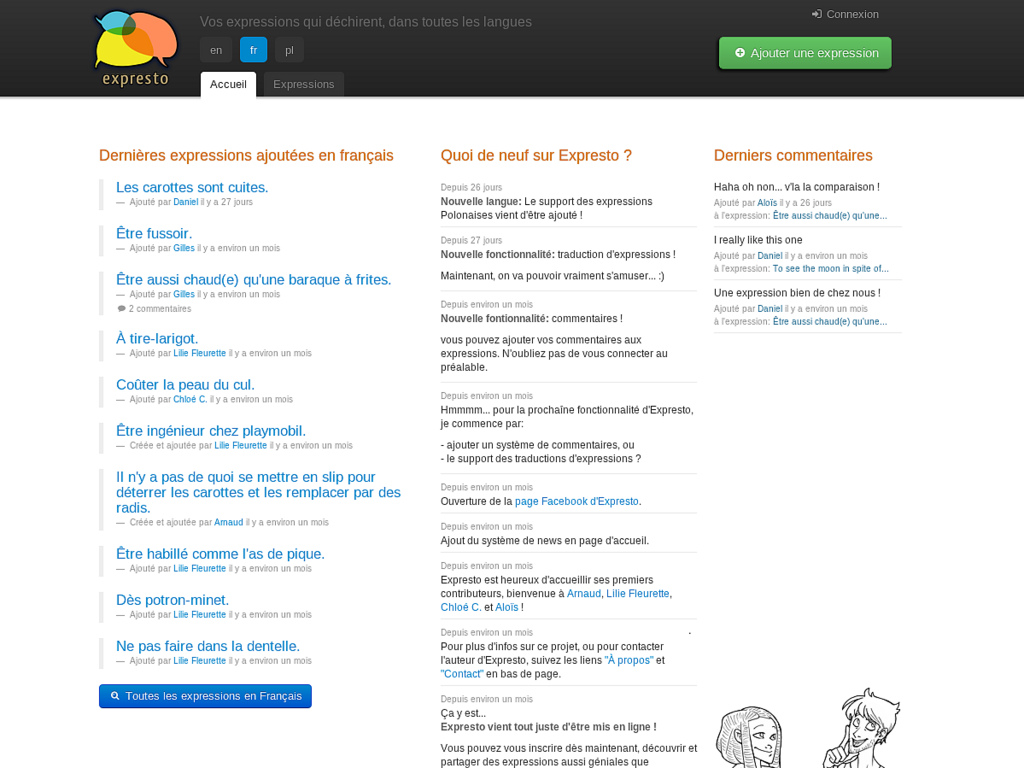 Vos expressions qui déchirent, dans toutes les langues
Connexion
en
fr
pl
Ajouter une expression
expresto
Accueil
Expressions
Dernières expressions ajoutées en français
Les carottes sont cuites.
— Ajouté par Daniel il y a 27 jours
Être fussoir.
— Ajouté par Gilles il y a environ un mois
Être aussi chaud(e) qu'une baraque à frites.
— Ajouté par Gilles il y a environ un mois
2 commentaires
À tire-larigot.
— Ajouté par Lilie Fleurette il y a environ un mois
Coûter la peau du cul.
— Ajouté par Chloé C. il y a environ un mois
Être ingénieur chez playmobil.
— Créée et ajoutée par Lilie Fleurette il y a environ un mois
Il n'y a pas de quoi se mettre en slip pour
déterrer les carottes et les remplacer par des
radis.
— Créée et ajoutée par Arnaud il y a environ un mois
Être habillé comme l'as de pique.
— Ajouté par Lilie Fleurette il y a environ un mois
Dès potron-minet.
— Ajouté par Lilie Fleurette il y a environ un mois
Ne pas faire dans la dentelle.
— Ajouté par Lilie Fleurette il y a environ un mois
Toutes les expressions en Français
Quoi de neuf sur Expresto ?
Depuis 26 jours
Nouvelle langue: Le support des expressions
Polonaises vient d'être ajouté !
Depuis 27 jours
Nouvelle fonctionnalité: traduction d'expressions !
Maintenant, on va pouvoir vraiment s'amuser... :)
Depuis environ un mois
Nouvelle fontionnalité: commentaires !
vous pouvez ajouter vos commentaires aux
expressions. N'oubliez pas de vous connecter au
préalable.
Depuis environ un mois
Hmmmm... pour la prochaîne fonctionnalité d'Expresto,
je commence par:
- ajouter un système de commentaires, ou
- le support des traductions d'expressions ?
Depuis environ un mois
Ouverture de la page Facebook d'Expresto.
Depuis environ un mois
Ajout du système de news en page d'accueil.
Depuis environ un mois
Expresto est heureux d'accueillir ses premiers
contributeurs, bienvenue à Arnaud, Lilie Fleurette,
Chloé C. et Aloïs !
Depuis environ un mois
Pour plus d'infos sur ce projet, ou pour contacter
l'auteur d'Expresto, suivez les liens "À propos" et
"Contact" en bas de page.
Depuis environ un mois
Ça y est...
Expresto vient tout juste d'être mis en ligne !
Vous pouvez vous inscrire dès maintenant, découvrir et
partager des expressions aussi géniales que
Derniers commentaires
Haha oh non... v'la la comparaison !
Ajouté par Aloïs il y a 26 jours
à l'expression: Être aussi chaud(e) qu'une...
I really like this one
Ajouté par Daniel il y a environ un mois
à l'expression: To see the moon in spite of...
Une expression bien de chez nous !
Ajouté par Daniel il y a environ un mois
à l'expression: Être aussi chaud(e) qu'une...